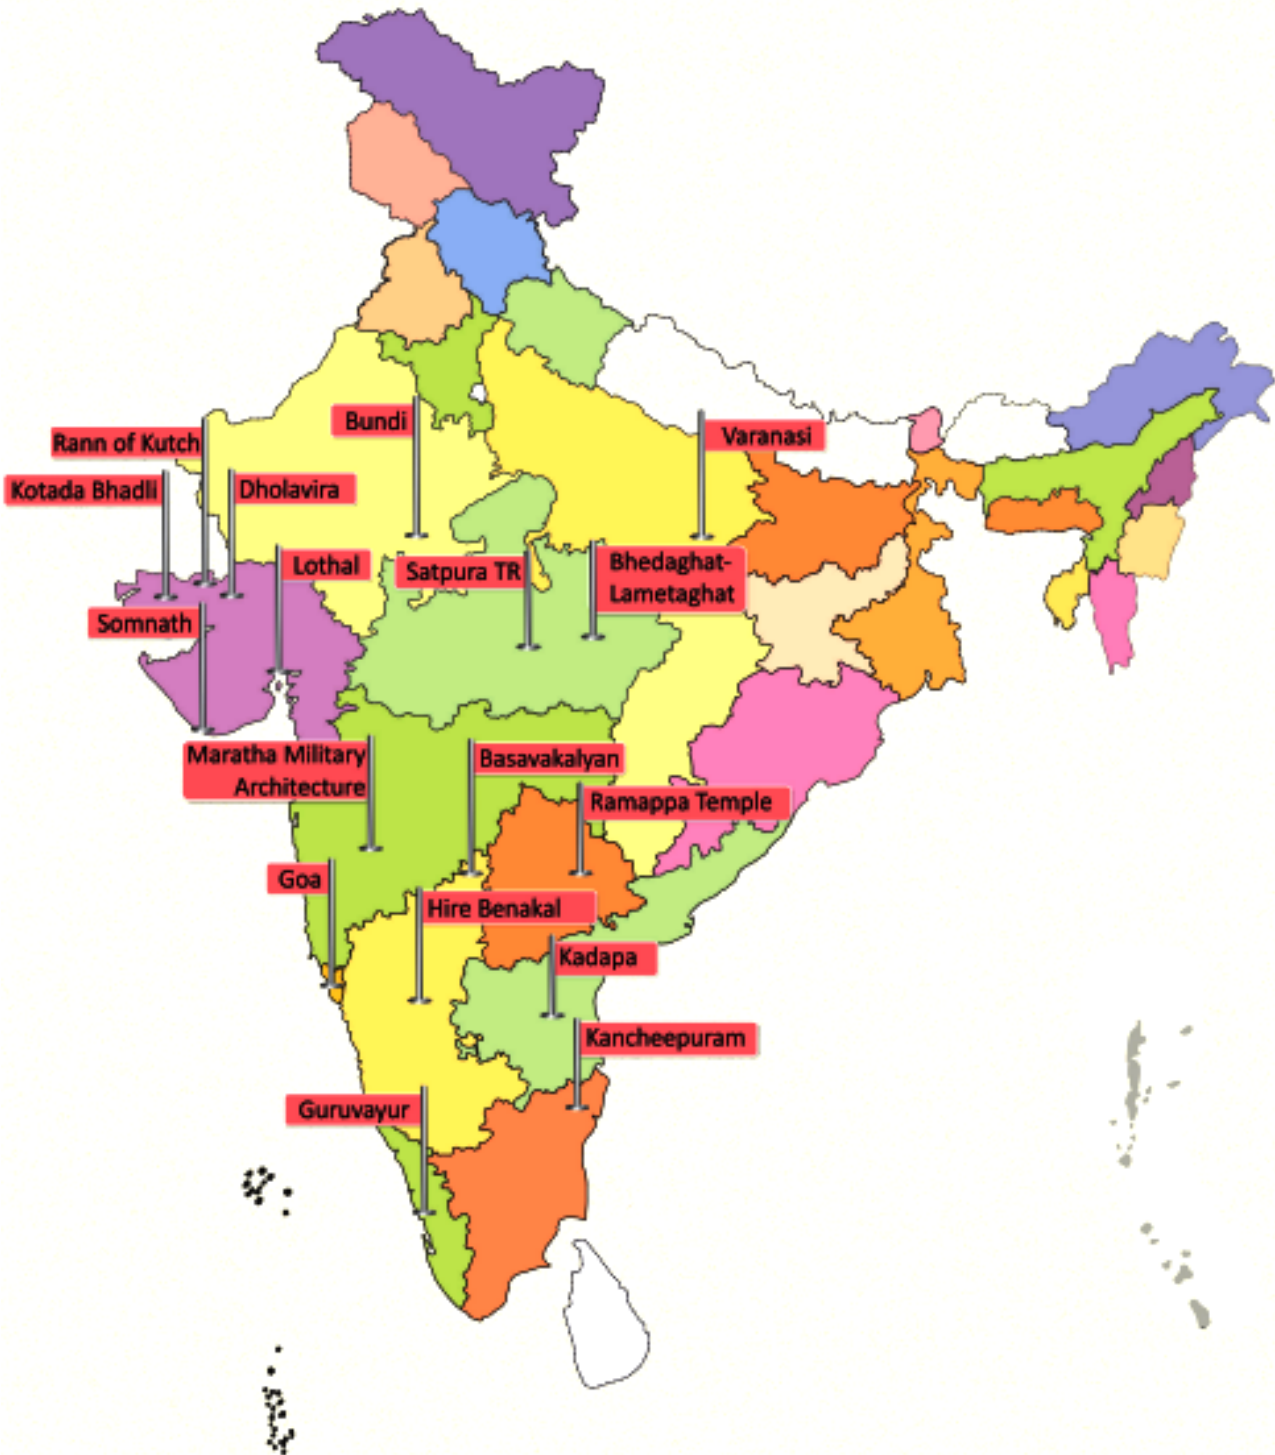 Bundi
Varanasi
Rann of Kutch
Kotada Bhadli
Dholavira
Lothal
Satpura TR
Bhedaghat-
Lametaghat
Somnath
Maratha Military
Architecture
Basavakalyan
Ramappa Temple
Goa
Hire Benakal
Kadapa
Kancheepuram
Guruvayur